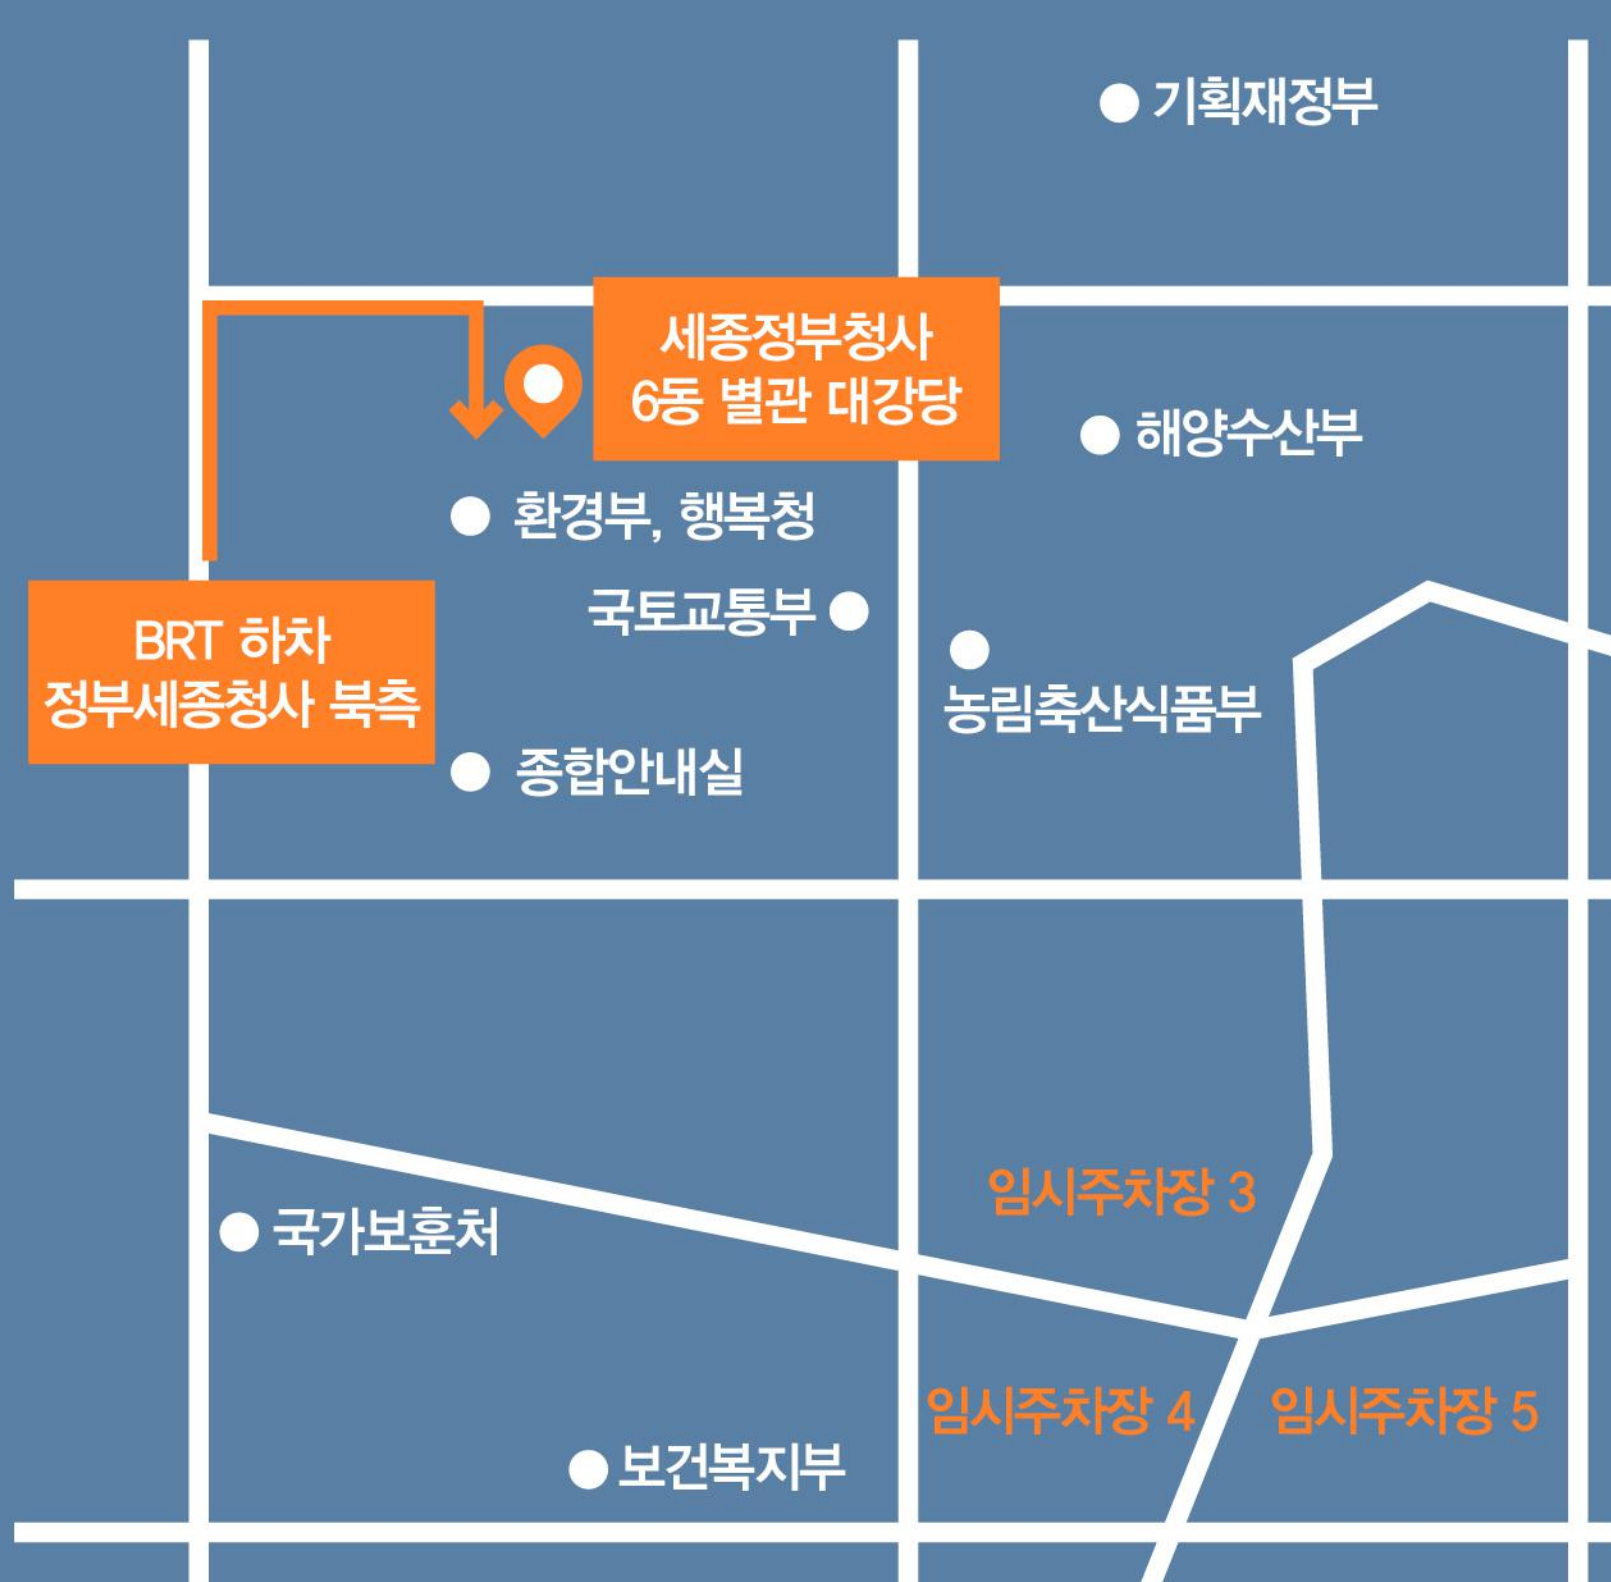 기획재정부
세종정부청사
6동 별관 대강당
해양수산부
환경부, 행복청
국토교통부
BRT 하차
정부세종청사 북측
농림축산식품부
종합안내실
임시주차장 3
국가보훈처
임시주차장 4
임시주차장 5
보건복지부